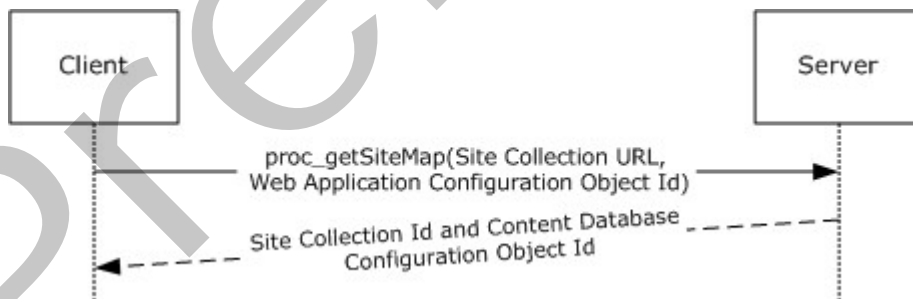 Client
Server
proc_getSiteMap(Site Collection URL,
Web Application Configuration Object Id)
Site Collection Id and Content Database
Configuration Object Id